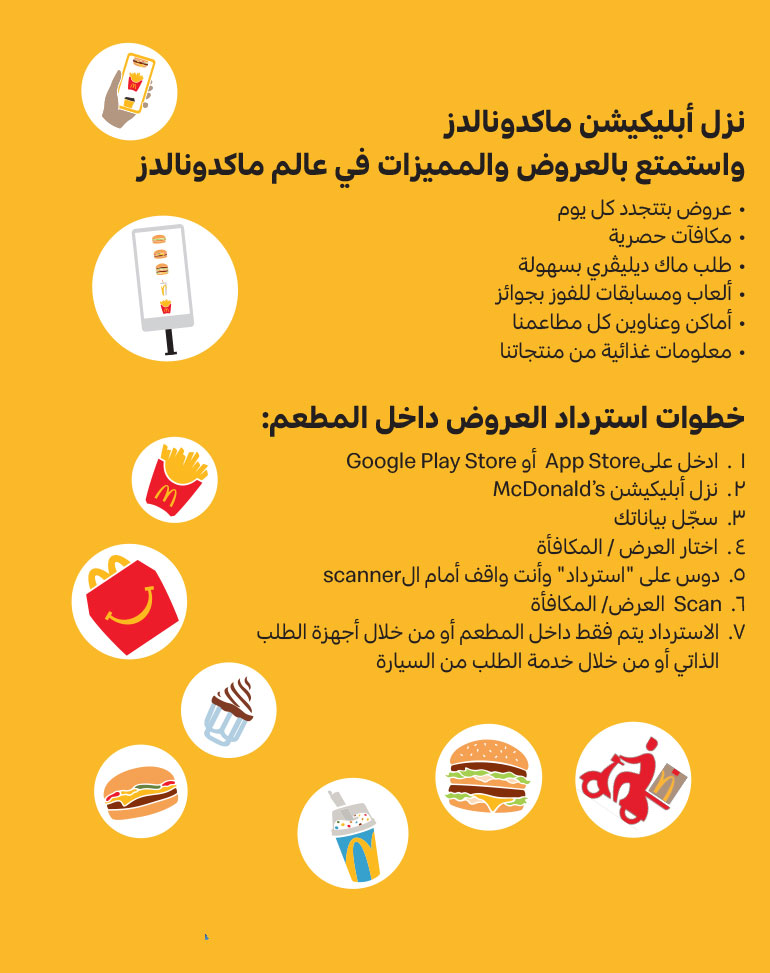 نزل أبليكيشن ماكدونالدز
واستمتع بالعروض والمميزات في عالم ماكدونالدز
• عروض بتتجدد كل يوم
• مكافآت حصرية
• طلب ماك ديليڤري بسهولة
• ألعاب ومسابقات للفوز بجوائز
• أماكن وعناوين كل مطاعمنا
• معلومات غذائية من منتجاتنا
خطوات استرداد العروض داخل المطعم:
١. ادخل على App Store أو Google Play Store
٢. نزل أبليكيشن McDonald’s
٣. سجّل بياناتك
٤. اختار العرض / المكافأة
٥. دوس على "استرداد" وأنت واقف أمام الscanner
٦. Scan العرض/ المكافأة
٧. الاسترداد يتم فقط داخل المطعم أو من خلال أجهزة الطلب
الذاتي أو من خلال خدمة الطلب من السيارة